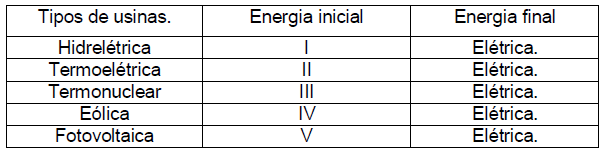 Tipos de usinas. Energia inicial Energia final
Hidrelétrica I Elétrica.
Termoelétrica II Elétrica.
Termonuclear III Elétrica.
Eólica IV Elétrica.
Fotovoltaica V Elétrica.